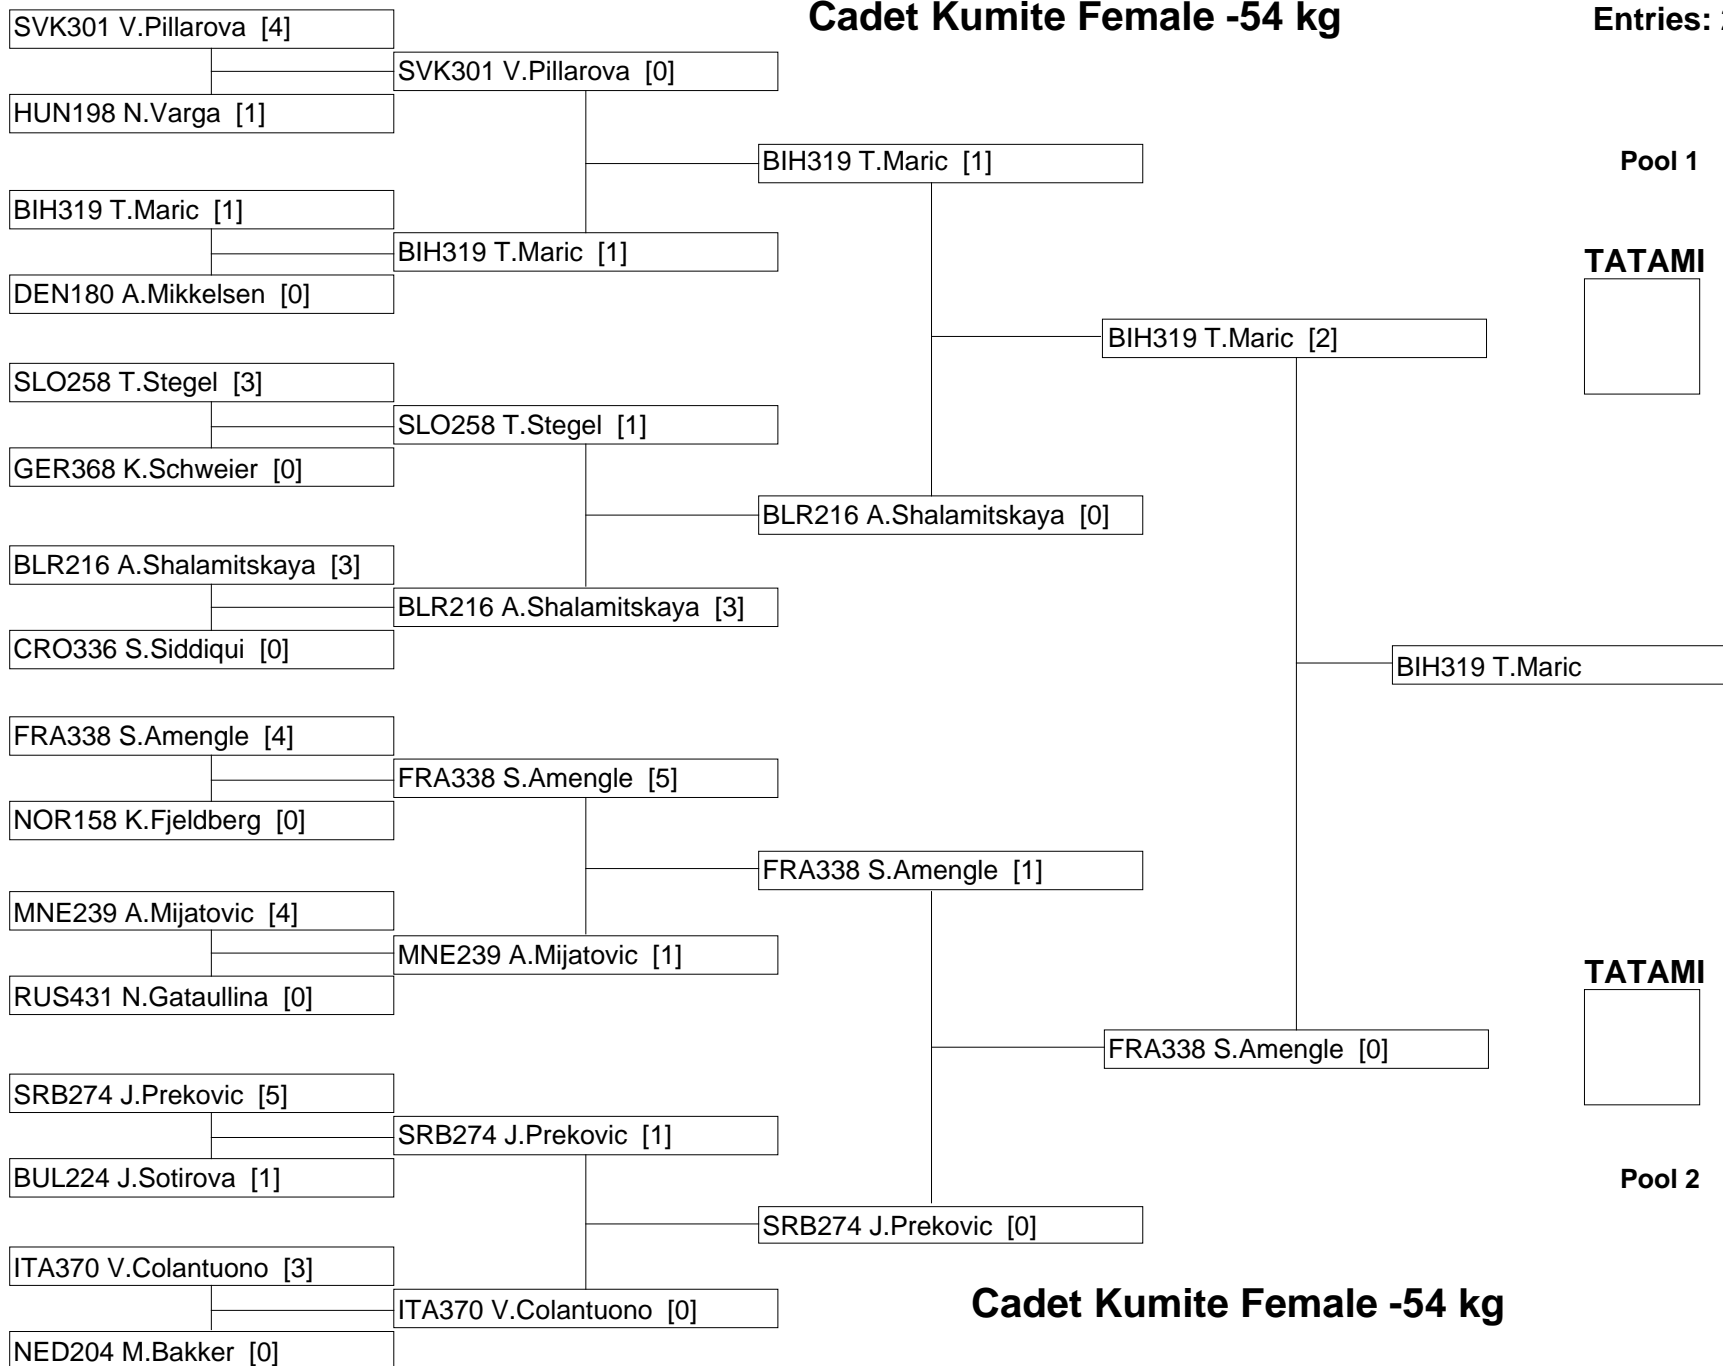 Cadet Kumite Female -54 kg
Entries:
SVK301 V.Pillarova [4]
SVK301 V.Pillarova [0]
HUN198 N.Varga [1]
BIH319 T.Maric [1]
Pool 1
BIH319 T.Maric [1]
BIH319 T.Maric [1]
TATAMI
DEN180 A.Mikkelsen [0]
BIH319 T.Maric [2]
SLO258 T.Stegel [3]
SLO258 T.Stegel [1]
GER368 K.Schweier [0]
BLR216 A.Shalamitskaya [0]
BLR216 A.Shalamitskaya [3]
BLR216 A.Shalamitskaya [3]
CRO336 S.Siddiqui [0]
BIH319 T.Maric
FRA338 S.Amengle [4]
FRA338 S.Amengle [5]
NOR158 K.Fjeldberg [0]
FRA338 S.Amengle [1]
MNE239 A.Mijatovic [4]
MNE239 A.Mijatovic [1]
TATAMI
RUS431 N.Gataullina [0]
FRA338 S.Amengle [0]
SRB274 J.Prekovic [5]
SRB274 J.Prekovic [1]
BUL224 J.Sotirova [1]
Pool 2
SRB274 J.Prekovic [0]
ITA370 V.Colantuono [3]
ITA370 V.Colantuono [0]
Cadet Kumite Female -54 kg
NED204 M.Bakker [0]